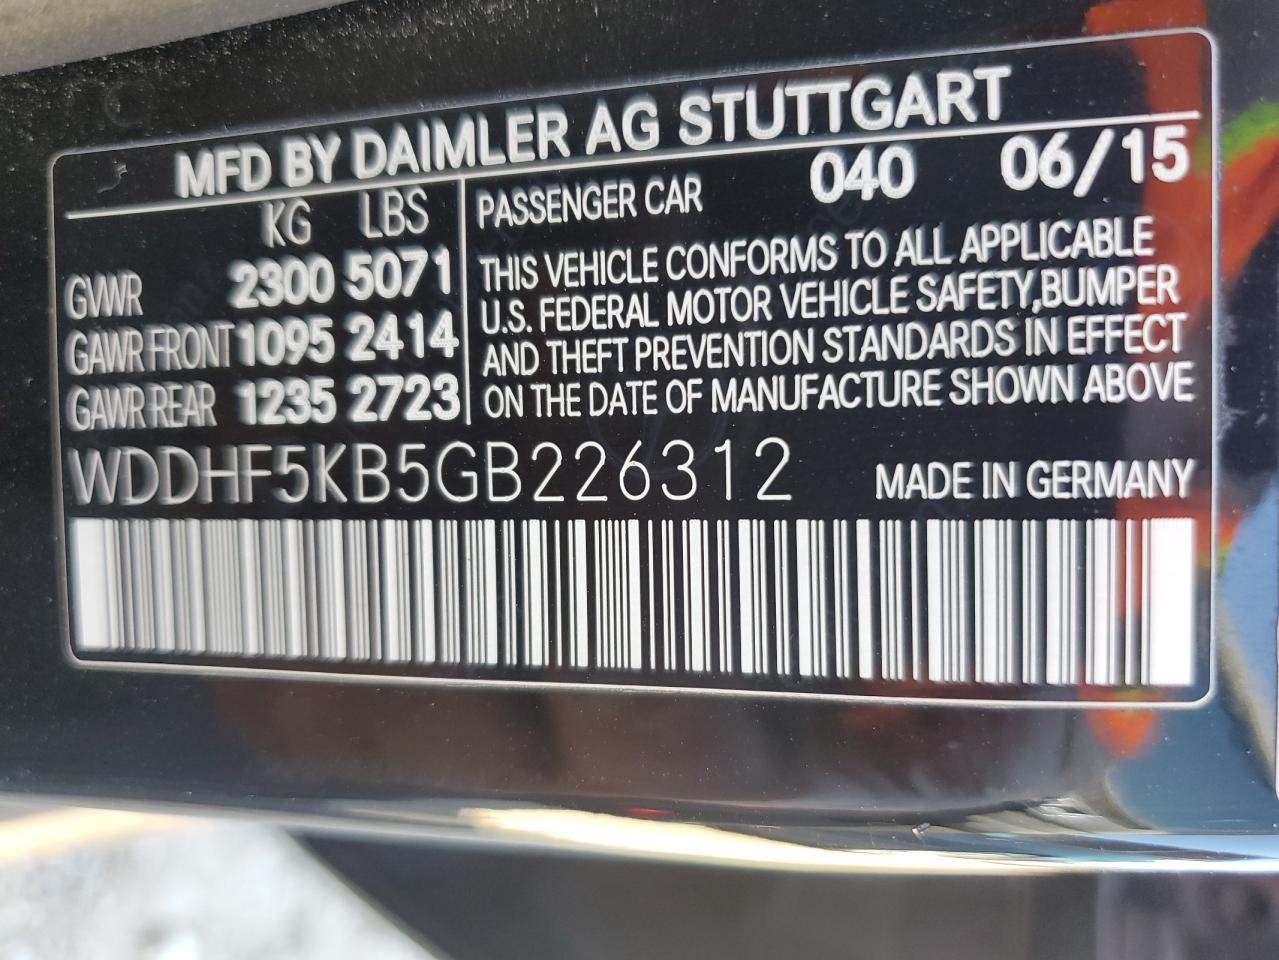 MFD BY DAIMLER AG STUTTGART
KG LBS
GVWR 2300 5071
GAWR FRONT 1095 2414
GAWR REAR 1235 2723
PASSENGER CAR 040 06/15
THIS VEHICLE CONFORMS TO ALL APPLICABLE
U.S. FEDERAL MOTOR VEHICLE SAFETY,BUMPER
AND THEFT PREVENTION STANDARDS IN EFFECT
ON THE DATE OF MANUFACTURE SHOWN ABOVE
WDDHF5KB5GB226312 MADE IN GERMANY